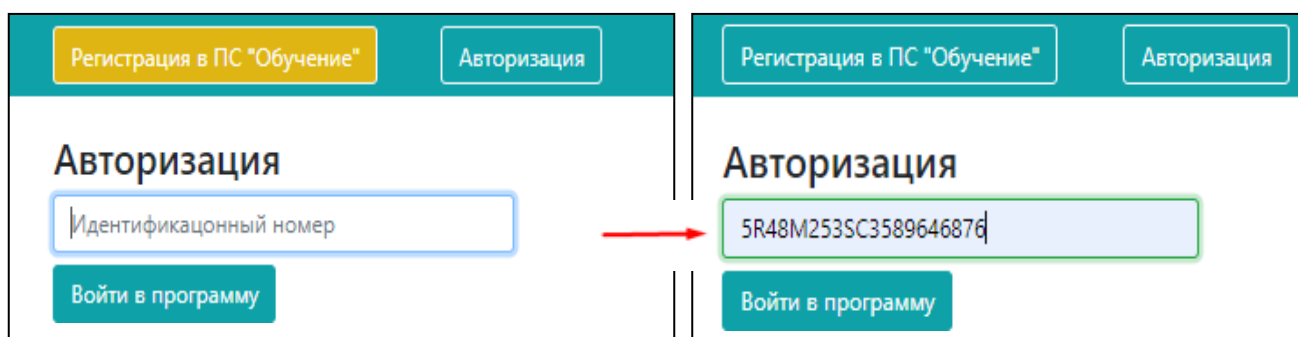 Регистрация в ПС "Обучение"
Авторизация
Авторизация
Идентификацонный номер
Войти в программу
Регистрация в ПС "Обучение"
Авторизация
Авторизация
5R48M253SC3589646876
Войти в программу